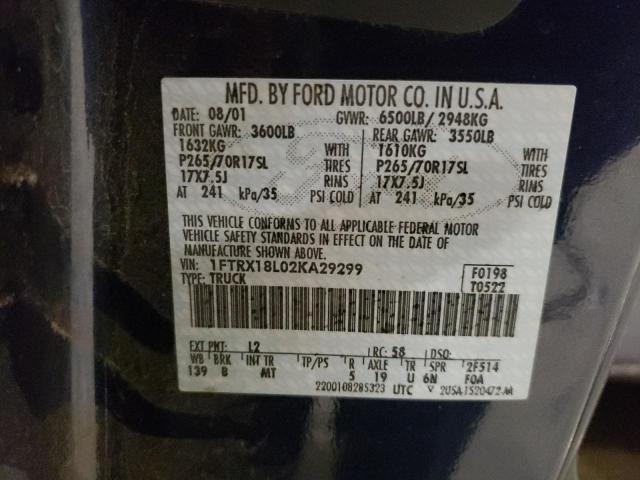 MFD. BY FORD MOTOR CO. IN U.S.A.
DATE: 08/01 GVWR: 6500LB/ 2948KG
FRONT GAWR: 3600LB REAR GAWR: 3550LB
1632KG WITH 1610KG WITH
P265/70R17SL TIRES P265/70R17SL TIRES
17X7.5J RIMS 17X7.5J RIMS
AT 241 kPa/35 PSI COLD AT 241 kPa/35 PSI COLD
THIS VEHICLE CONFORMS TO ALL APPLICABLE FEDERAL MOTOR
VEHICLE SAFETY STANDARDS IN EFFECT ON THE DATE OF
MANUFACTURE SHOWN ABOVE.
VIN: 1FTRX18L02KA29299 F0198
TYPE: TRUCK T0522
EXT PNT: L2 RC: 58 DSO:
WB BRK INT TR TP/PS R AXLE TR SPR 2F514
139 B MT 5 19 U 6N FOA
2200108285323 UTC V 2USA1520472 AA